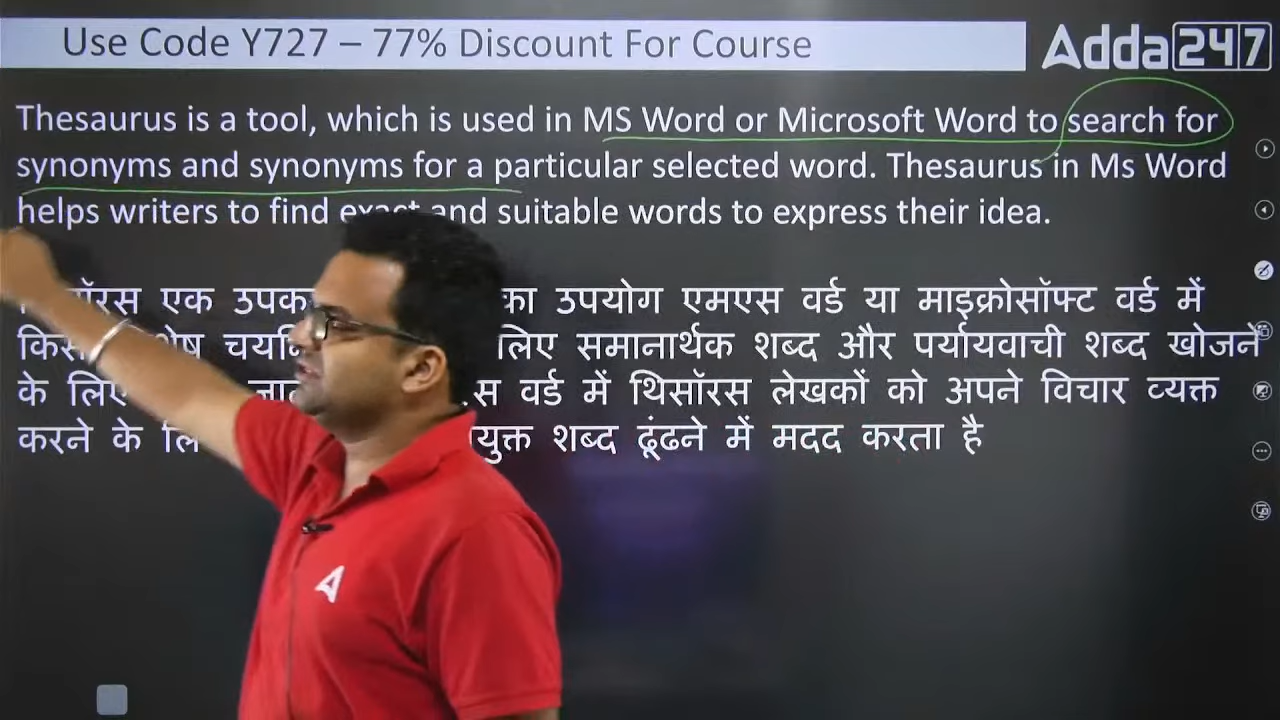 Use Code Y727 – 77% Discount For Course
Adda247
Thesaurus is a tool, which is used in MS Word or Microsoft Word to search for
synonyms and synonyms for a particular selected word. Thesaurus in Ms Word
helps writers to find exact and suitable words to express their idea.
एक का उपयोग एमएस वर्ड या माइक्रोसॉफ्ट वर्ड में
लिए समानार्थक शब्द और पर्यायवाची शब्द खोजने
के लिए वर्ड में थिसॉरस लेखकों को अपने विचार व्यक्त
करने के शब्द ढूंढने में मदद करता है